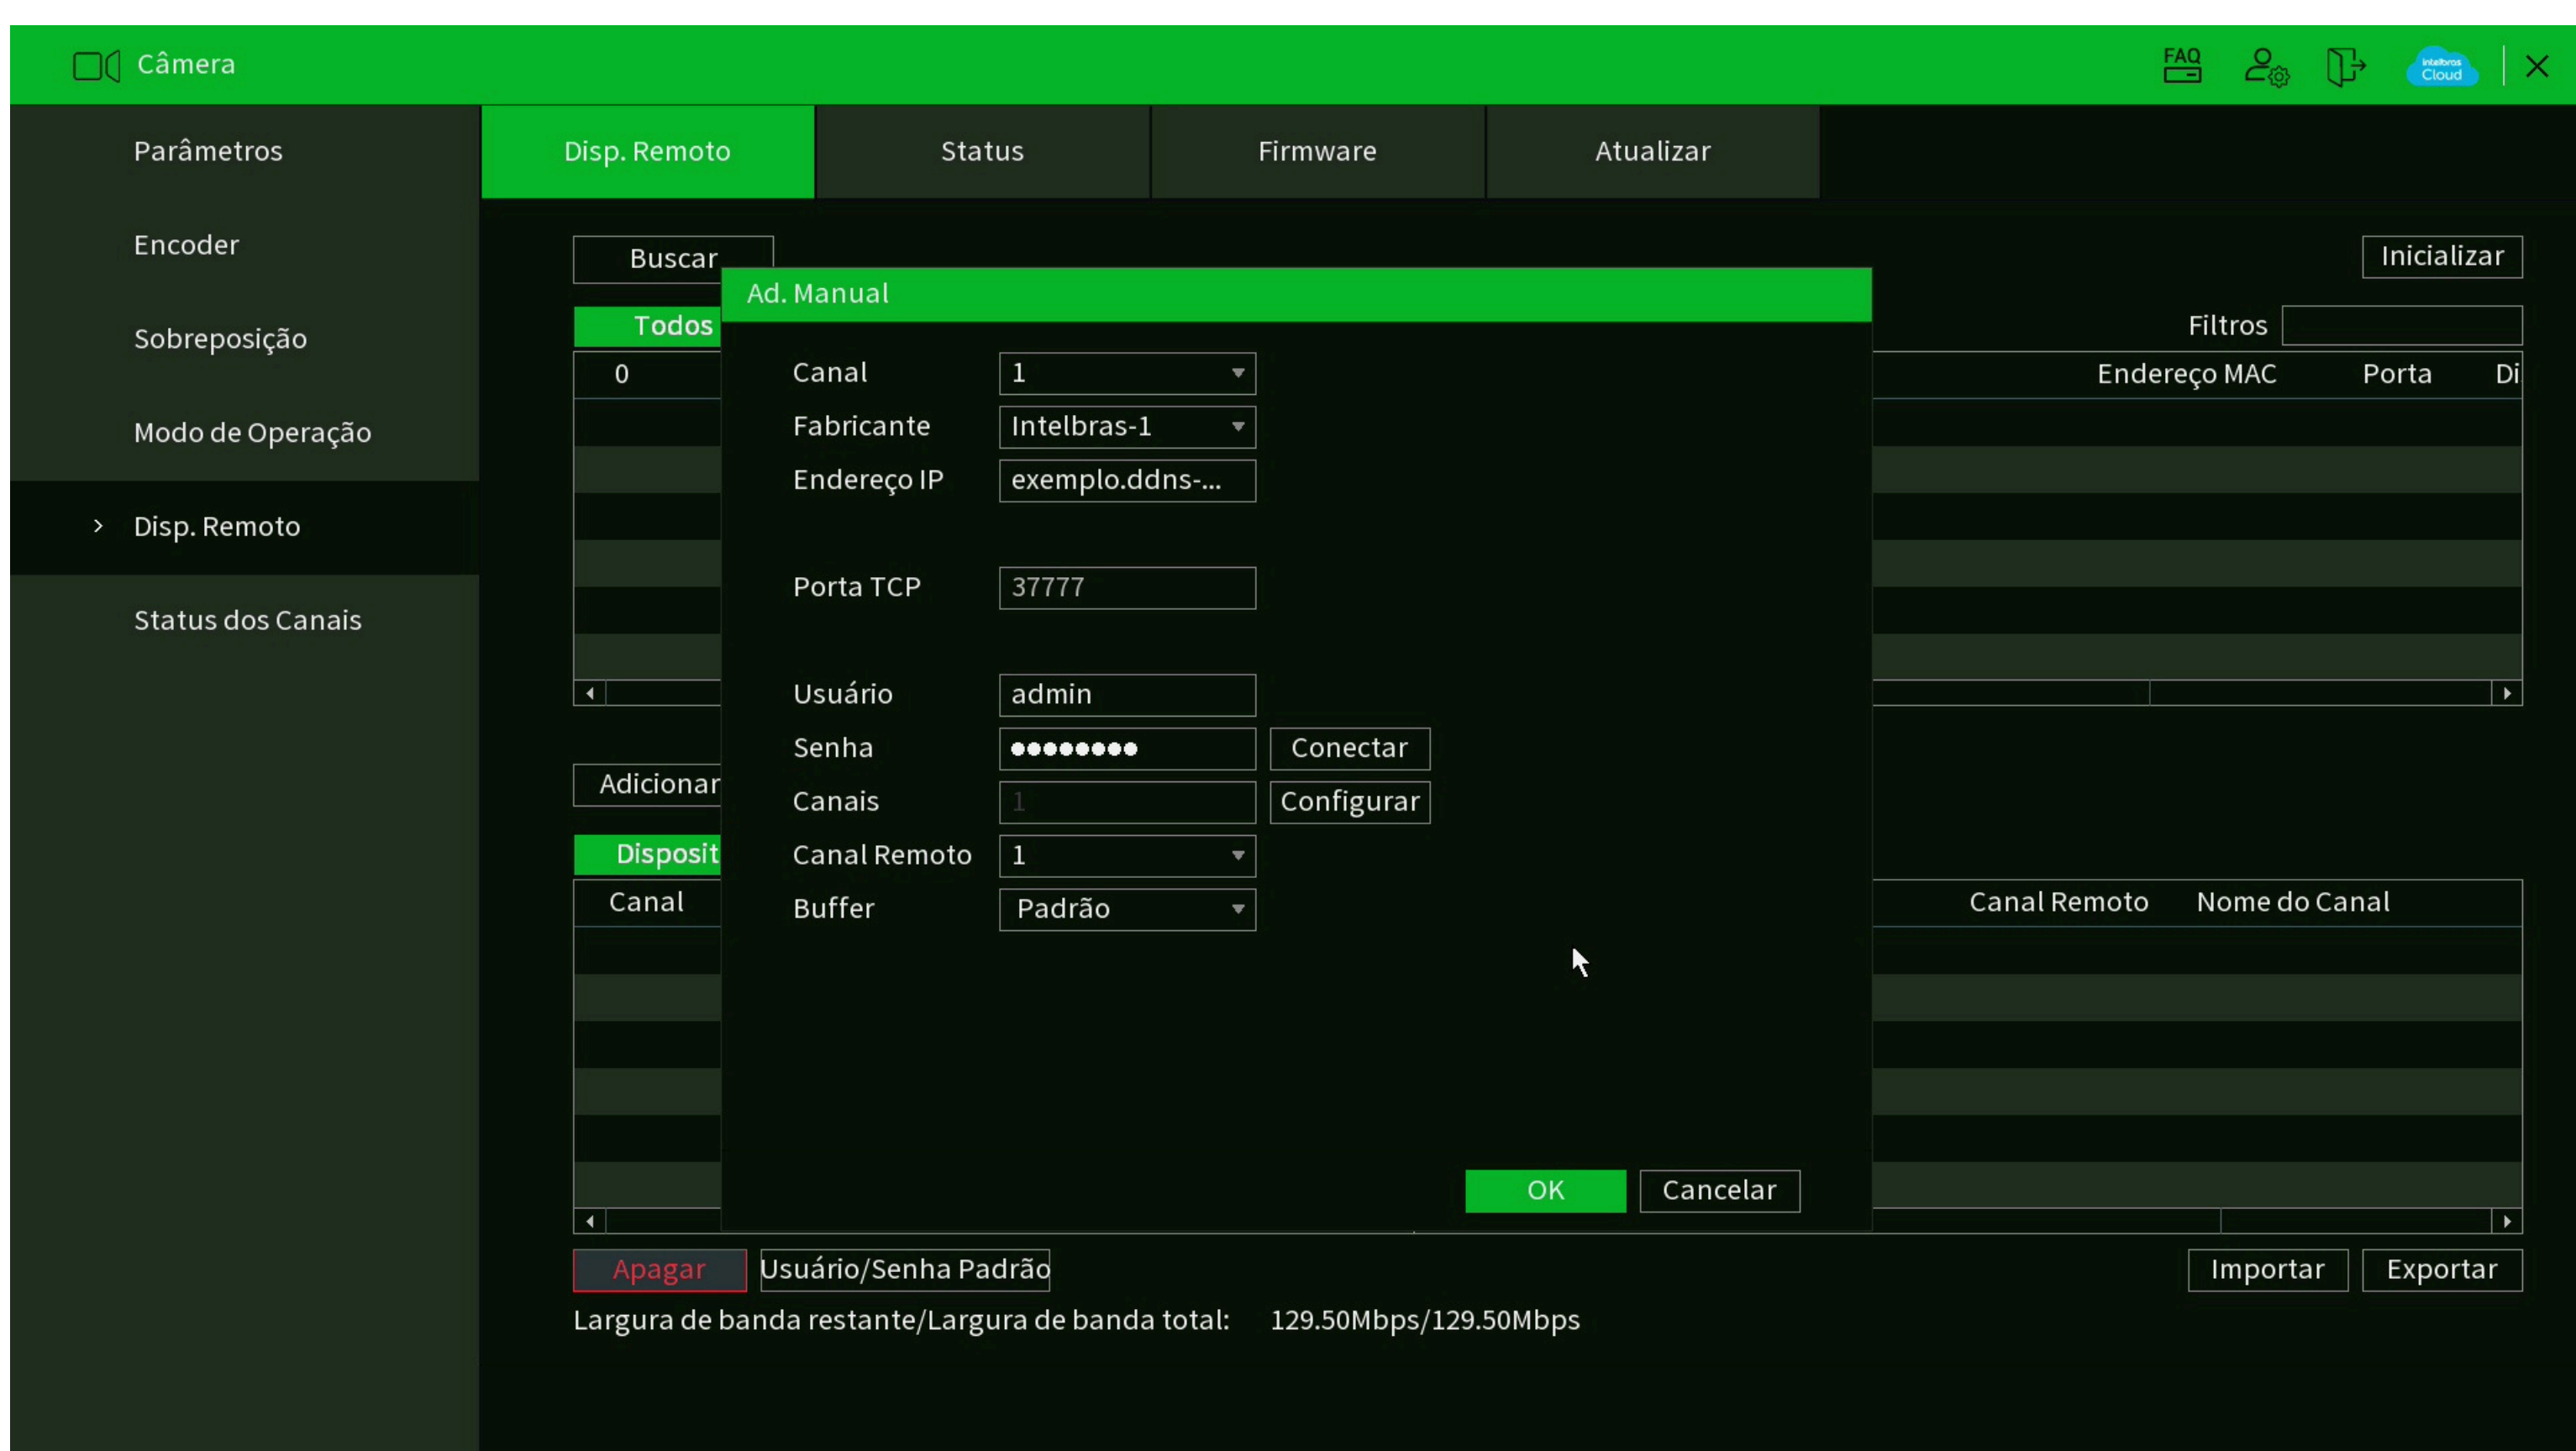 Câmera
FAQ
intelbras
Cloud
Parâmetros
Encoder
Sobreposição
Modo de Operação
> Disp. Remoto
Status dos Canais
Disp. Remoto
Status
Firmware
Atualizar
Buscar
Inicializar
Todos
Filtros
0
Endereço MAC
Porta
Di
Ad. Manual
Canal 1
Fabricante Intelbras-1
Endereço IP exemplo.ddns-...
Porta TCP 37777
Usuário admin
Senha ●●●●●●●● Conectar
Canais 1 Configurar
Canal Remoto 1
Buffer Padrão
OK
Cancelar
Adicionar
Disposit
Canal
Canal Remoto
Nome do Canal
Apagar
Usuário/Senha Padrão
Importar
Exportar
Largura de banda restante/Largura de banda total: 129.50Mbps/129.50Mbps